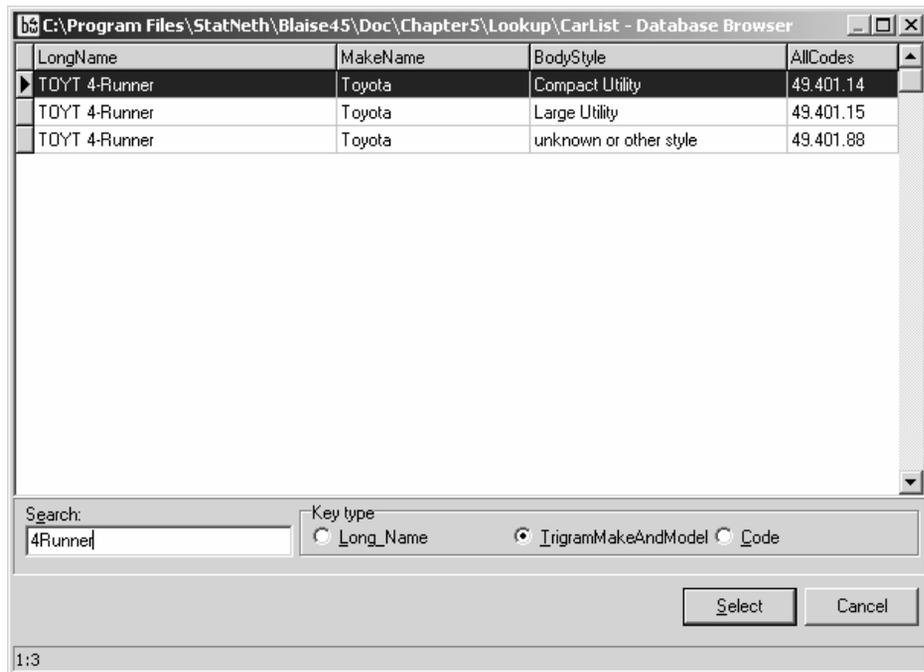 C:\Program Files\StatNeth\Blaise45\Doc\Chapter5\Lookup\CarList - Database Browser
LongName MakeName BodyStyle AllCodes
TOYT 4-Runner Toyota Compact Utility 49.401.14
TOYT 4-Runner Toyota Large Utility 49.401.15
TOYT 4-Runner Toyota unknown or other style 49.401.88
Search: Key type
4Runner Long_Name TrigramMakeAndModel Code
Select Cancel
1:3